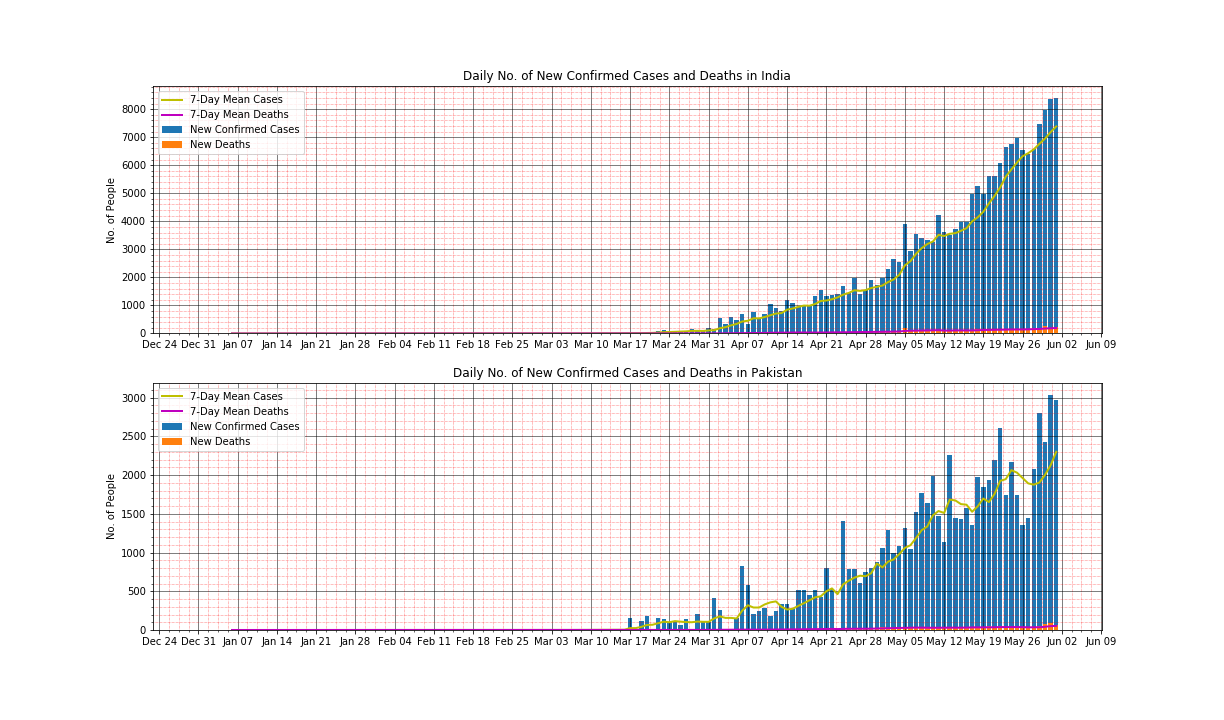 Daily No. of New Confirmed Cases and Deaths in India
7-Day Mean Cases
7-Day Mean Deaths
New Confirmed Cases
New Deaths
No. of People
8000
7000
6000
5000
4000
3000
2000
1000
0
Dec 24 Dec 31 Jan 07 Jan 14 Jan 21 Jan 28 Feb 04 Feb 11 Feb 18 Feb 25 Mar 03 Mar 10 Mar 17 Mar 24 Mar 31 Apr 07 Apr 14 Apr 21 Apr 28 May 05 May 12 May 19 May 26 Jun 02 Jun 09
Daily No. of New Confirmed Cases and Deaths in Pakistan
7-Day Mean Cases
7-Day Mean Deaths
New Confirmed Cases
New Deaths
No. of People
3000
2500
2000
1500
1000
500
0
Dec 24 Dec 31 Jan 07 Jan 14 Jan 21 Jan 28 Feb 04 Feb 11 Feb 18 Feb 25 Mar 03 Mar 10 Mar 17 Mar 24 Mar 31 Apr 07 Apr 14 Apr 21 Apr 28 May 05 May 12 May 19 May 26 Jun 02 Jun 09